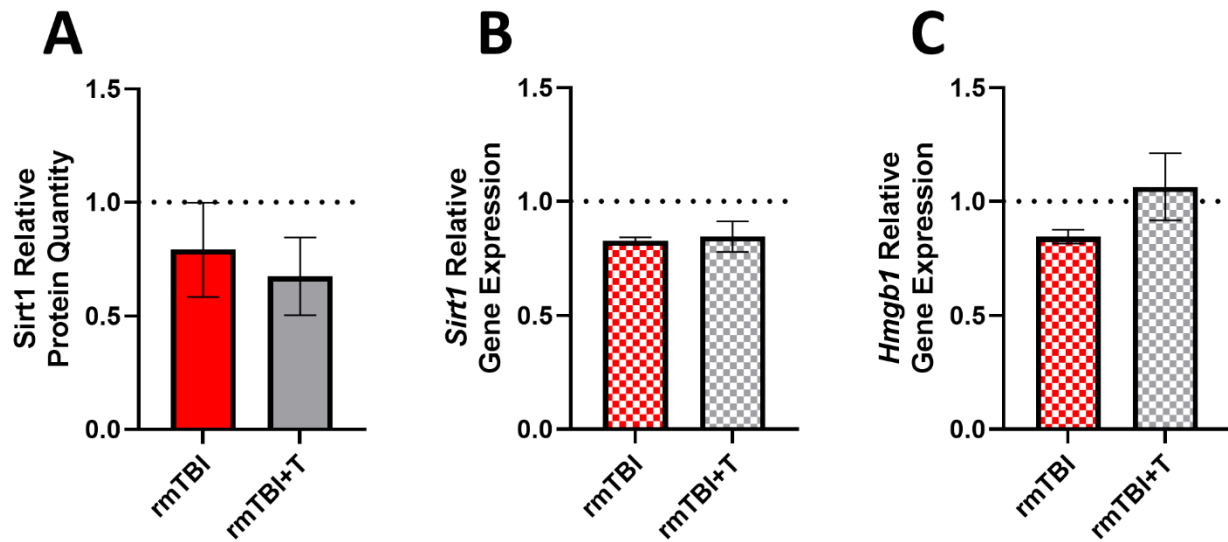 A
Sirt1 Relative
Protein Quantity
1.5
1.0
0.5
0.0
rmTBI
rmTBI+T
B
Sirt1 Relative
Gene Expression
1.5
1.0
0.5
0.0
rmTBI
rmTBI+T
C
Hmgb1 Relative
Gene Expression
1.5
1.0
0.5
0.0
rmTBI
rmTBI+T